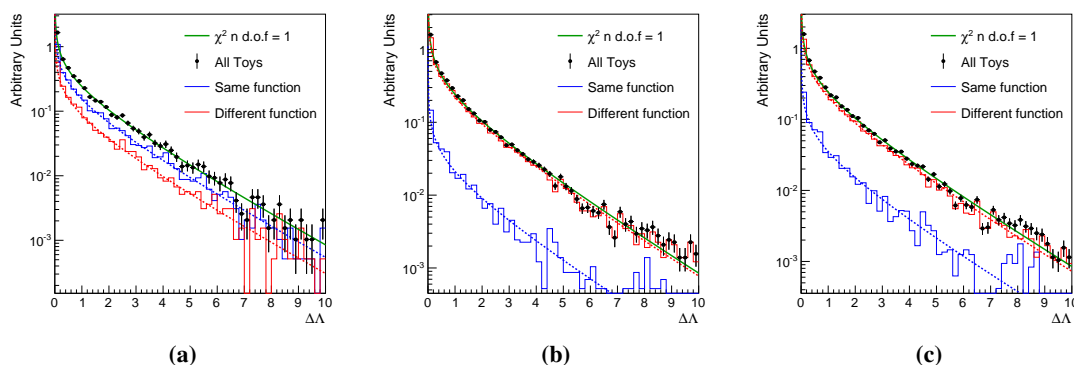 Arbitrary Units
1
10⁻¹
10⁻²
10⁻³
χ² n d.o.f = 1
All Toys
Same function
Different function
0 1 2 3 4 5 6 7 8 9 10
ΔΛ
(a)
Arbitrary Units
1
10⁻¹
10⁻²
10⁻³
χ² n d.o.f = 1
All Toys
Same function
Different function
0 1 2 3 4 5 6 7 8 9 10
ΔΛ
(b)
Arbitrary Units
1
10⁻¹
10⁻²
10⁻³
χ² n d.o.f = 1
All Toys
Same function
Different function
0 1 2 3 4 5 6 7 8 9 10
ΔΛ
(c)